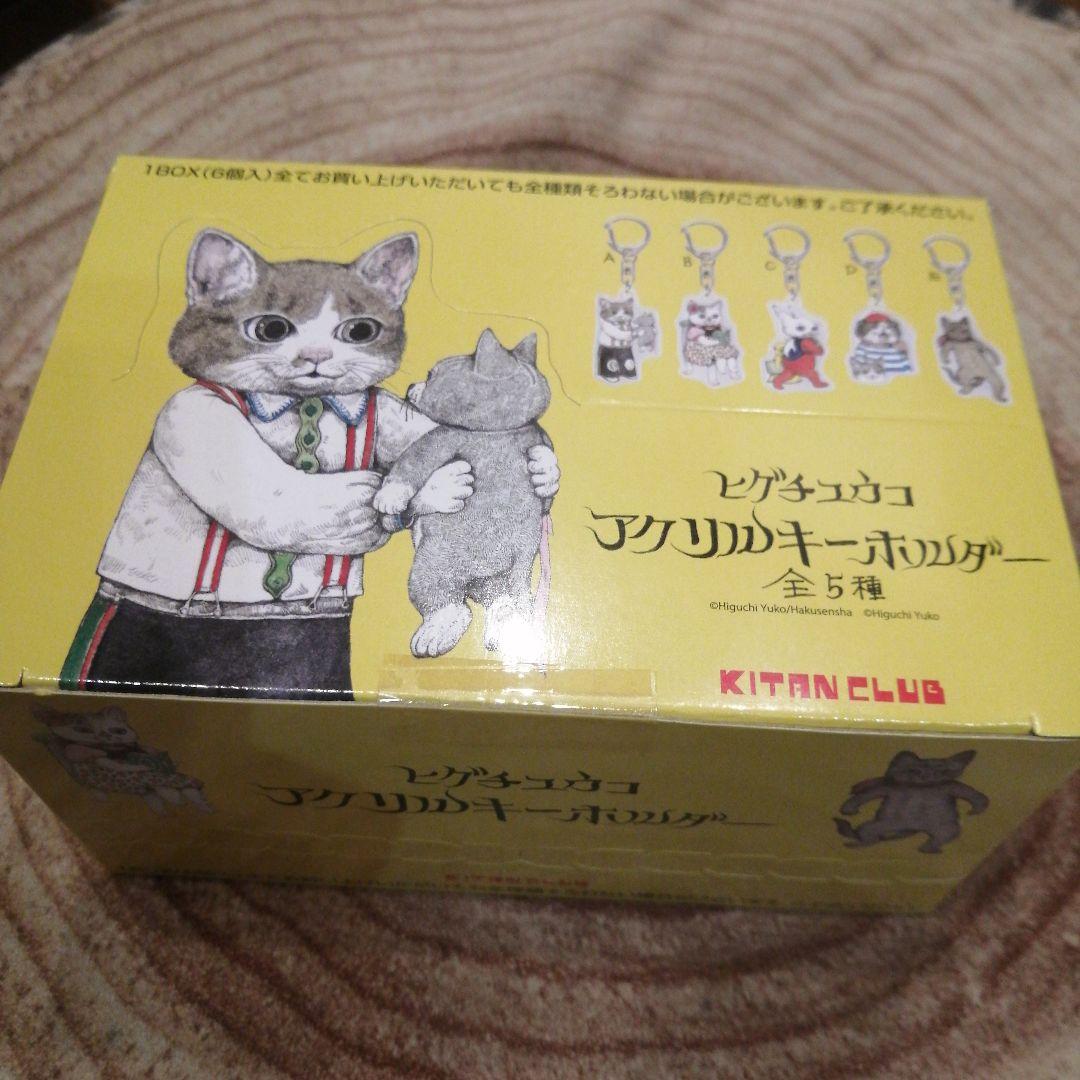 1BOX(6個入)全てお買い上げいただいても全種類そろわない場合がございます。ご了承ください。
A B C D E
ヒグチユウコ
アクリルキーホルダー
全5種
©Higuchi Yuko/Hakusensha ©Higuchi Yuko
KITAN CLUB
ヒグチユウコ
アクリルキーホルダー
KITAN CLUB